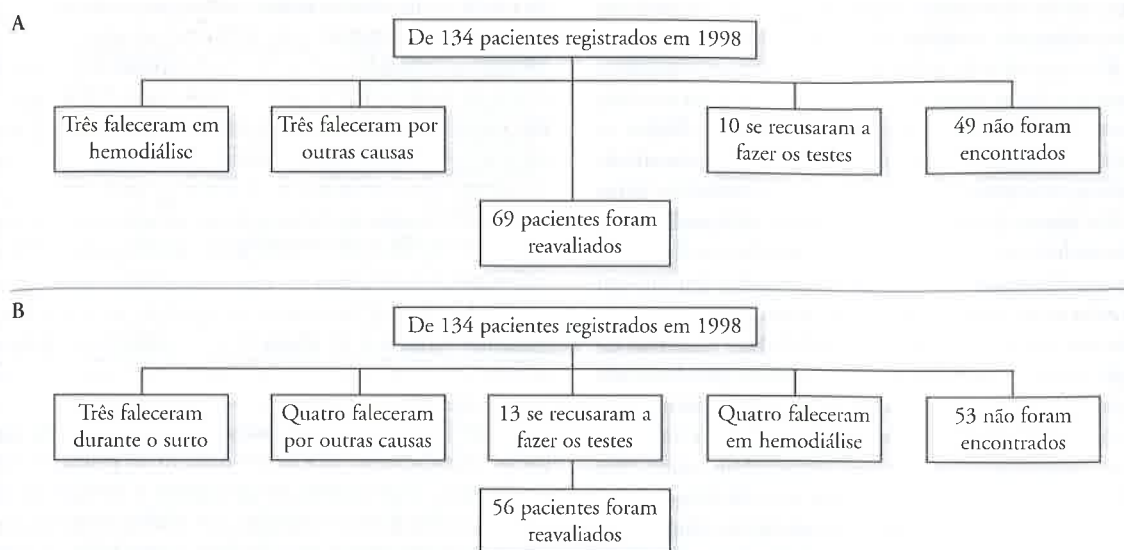 A
De 134 pacientes registrados em 1998
Três faleceram em
hemodiálise
Três faleceram por
outras causas
10 se recusaram a
fazer os testes
49 não foram
encontrados
69 pacientes foram
reavaliados
B
De 134 pacientes registrados em 1998
Três faleceram
durante o surto
Quatro faleceram
por outras causas
13 se recusaram a
fazer os testes
Quatro faleceram
em hemodiálise
53 não foram
encontrados
56 pacientes foram
reavaliados